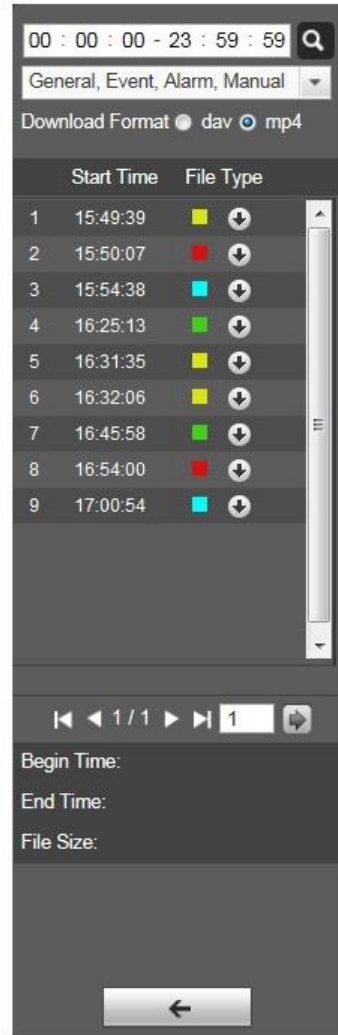 00 : 00 : 00 - 23 : 59 : 59
General, Event, Alarm, Manual
Download Format dav mp4
Start Time File Type
1 15:49:39
2 15:50:07
3 15:54:38
4 16:25:13
5 16:31:35
6 16:32:06
7 16:45:58
8 16:54:00
9 17:00:54
1 / 1 1
Begin Time:
End Time:
File Size: